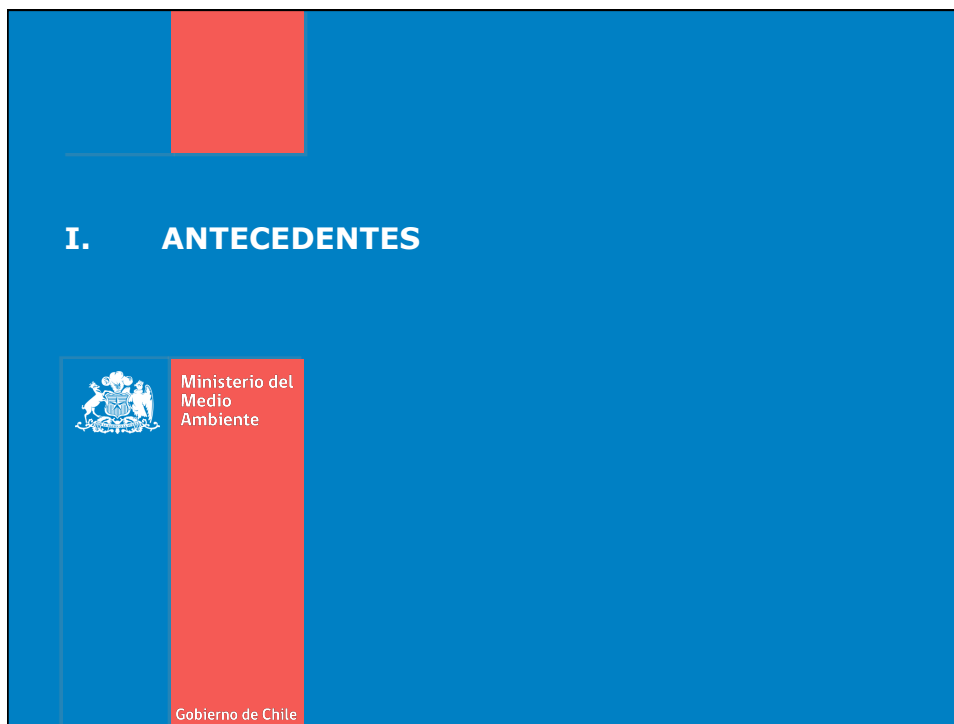 I. ANTECEDENTES
Ministerio del
Medio
Ambiente
Gobierno de Chile